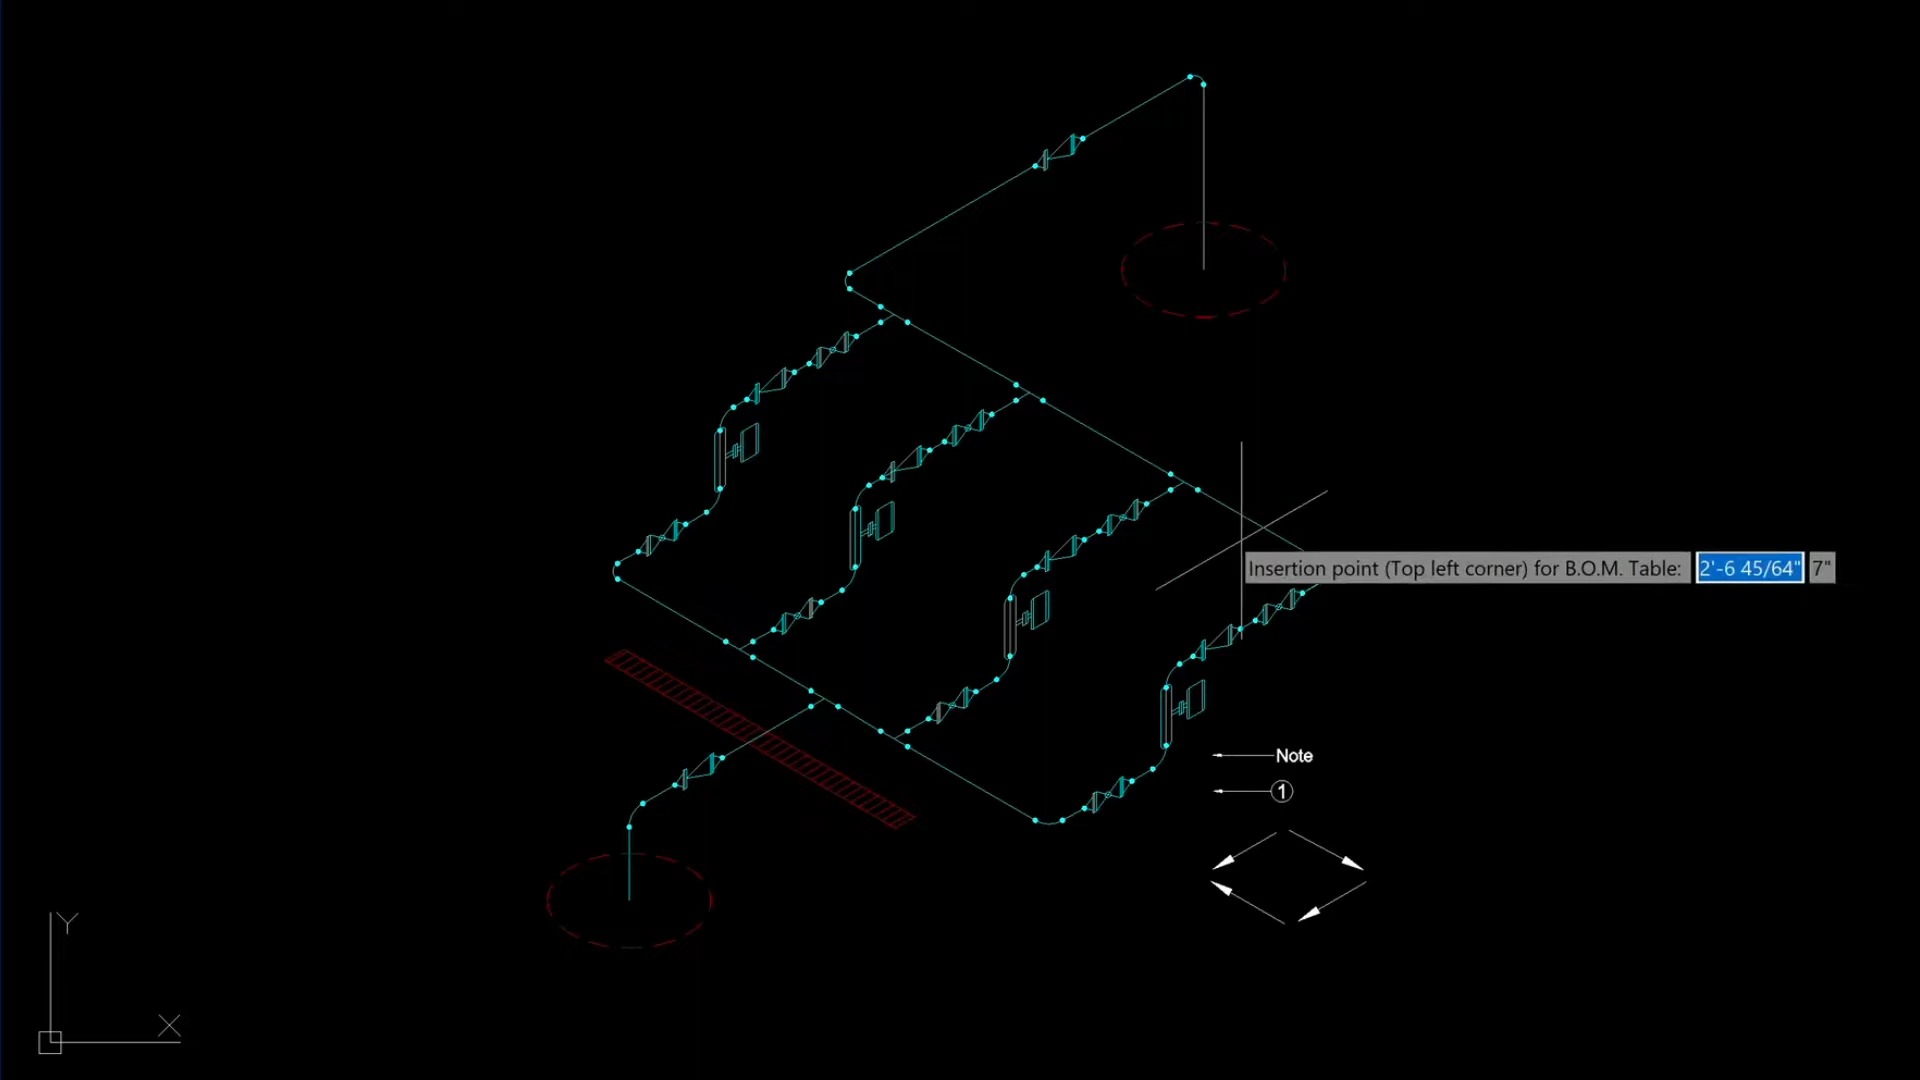 Insertion point (Top left corner) for B.O.M. Table: 2'-6 45/64" 7"
Note
1
Y
X